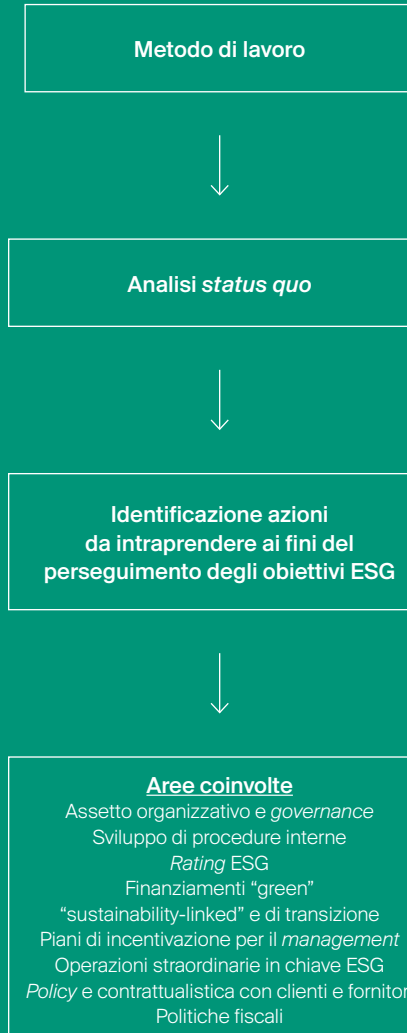 Metodo di lavoro
Analisi status quo
Identificazione azioni
da intraprendere ai fini del
perseguimento degli obiettivi ESG
Aree coinvolte
Assetto organizzativo e governance
Sviluppo di procedure interne
Rating ESG
Finanziamenti “green”
“sustainability-linked” e di transizione
Piani di incentivazione per il management
Operazioni straordinarie in chiave ESG
Policy e contrattualistica con clienti e fornitor
Politiche fiscali